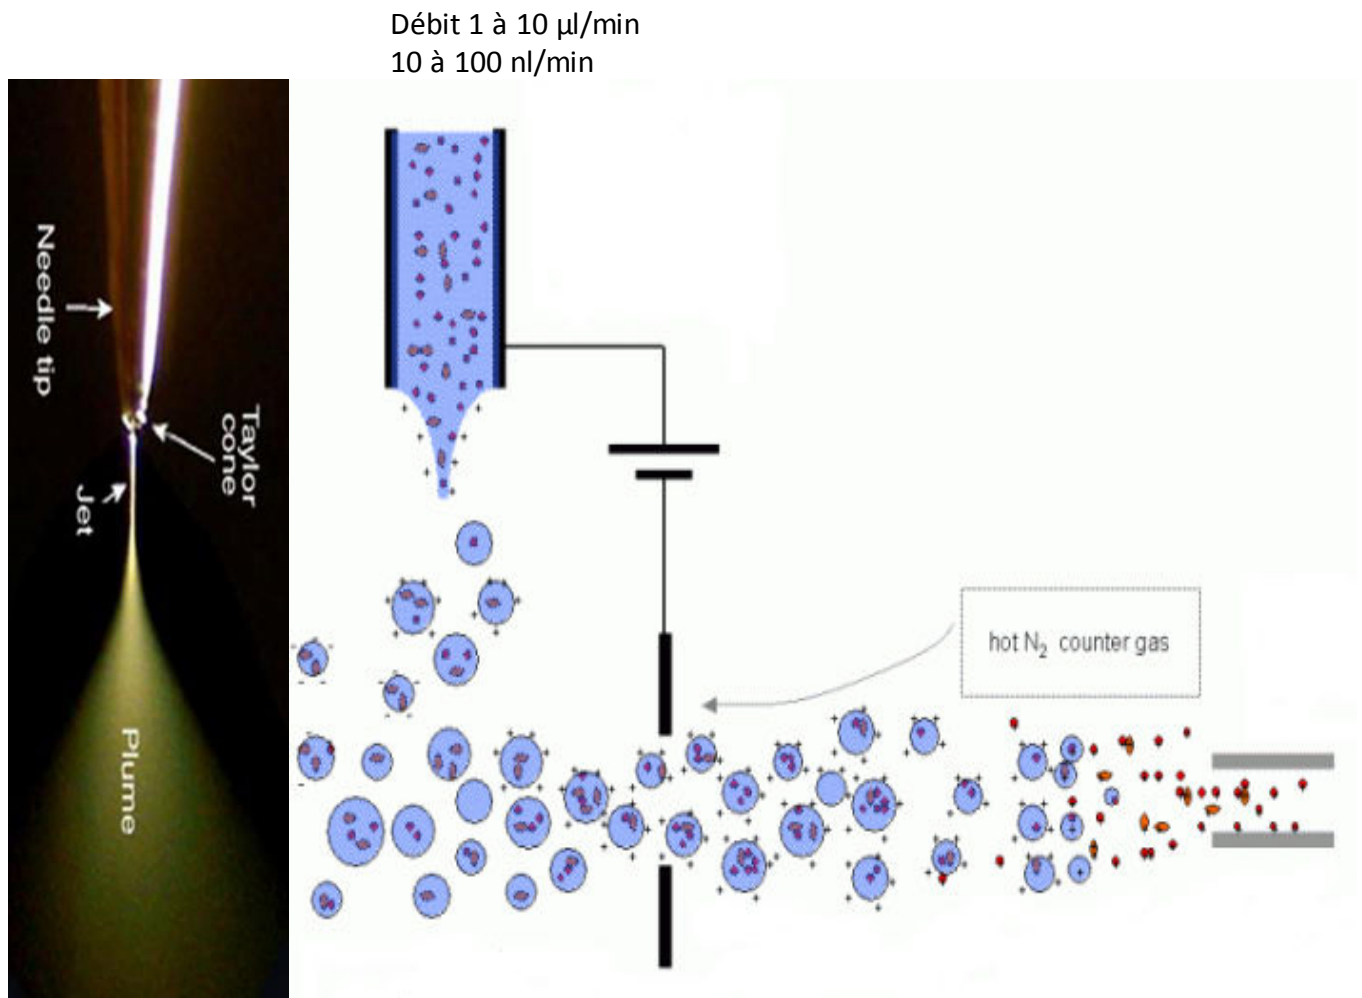 Débit 1 à 10 µl/min
10 à 100 nl/min
Needle tip
Taylor
cone
Jet
Plume
hot N₂ counter gas